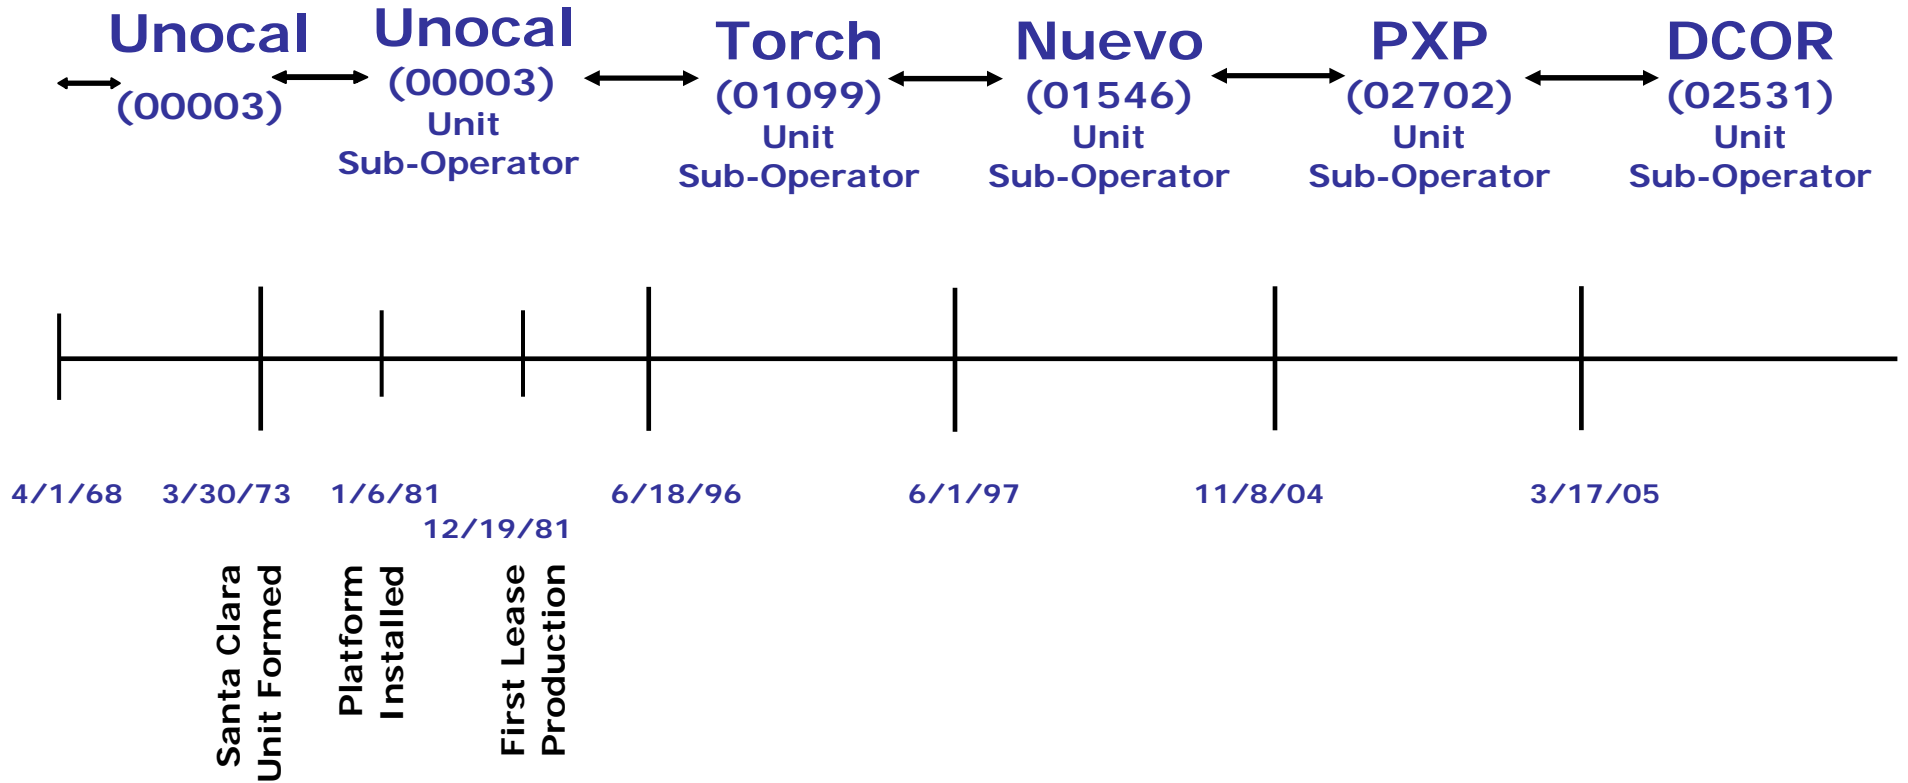 Unocal
(00003)
Unocal
(00003)
Unit
Sub-Operator
Torch
(01099)
Unit
Sub-Operator
Nuevo
(01546)
Unit
Sub-Operator
PXP
(02702)
Unit
Sub-Operator
DCOR
(02531)
Unit
Sub-Operator
4/1/68
3/30/73
1/6/81
12/19/81
6/18/96
6/1/97
11/8/04
3/17/05
Santa Clara
Unit Formed
Platform
Installed
First Lease
Production